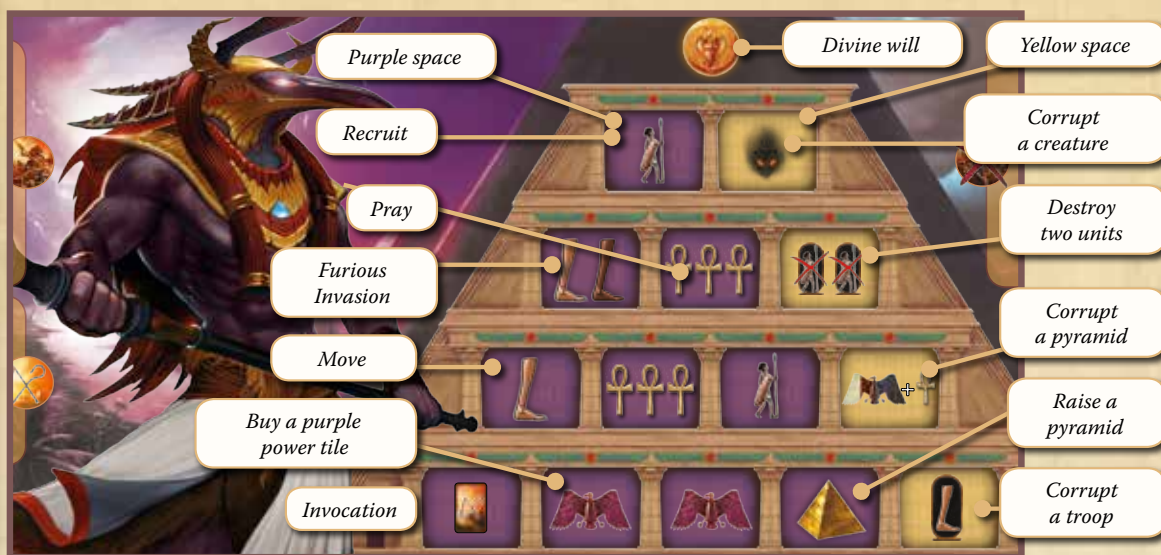 Purple space
Divine will
Yellow space
Recruit
Corrupt
a creature
Pray
Destroy
two units
Furious
Invasion
Corrupt
a pyramid
Move
Raise a
pyramid
Buy a purple
power tile
Invocation
Corrupt
a troop